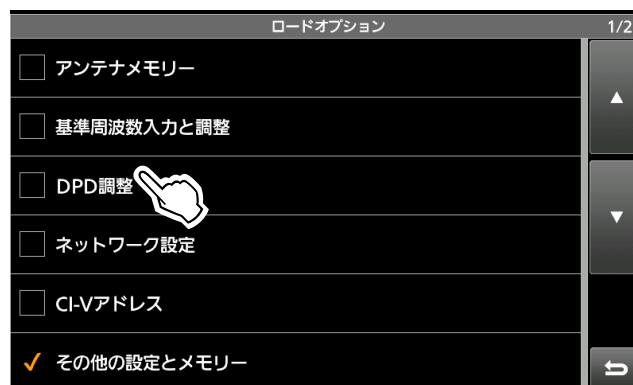 ロードオプション 1/2
アンテナメモリー
基準周波数入力と調整
DPD調整
ネットワーク設定
CI-Vアドレス
その他の設定とメモリー